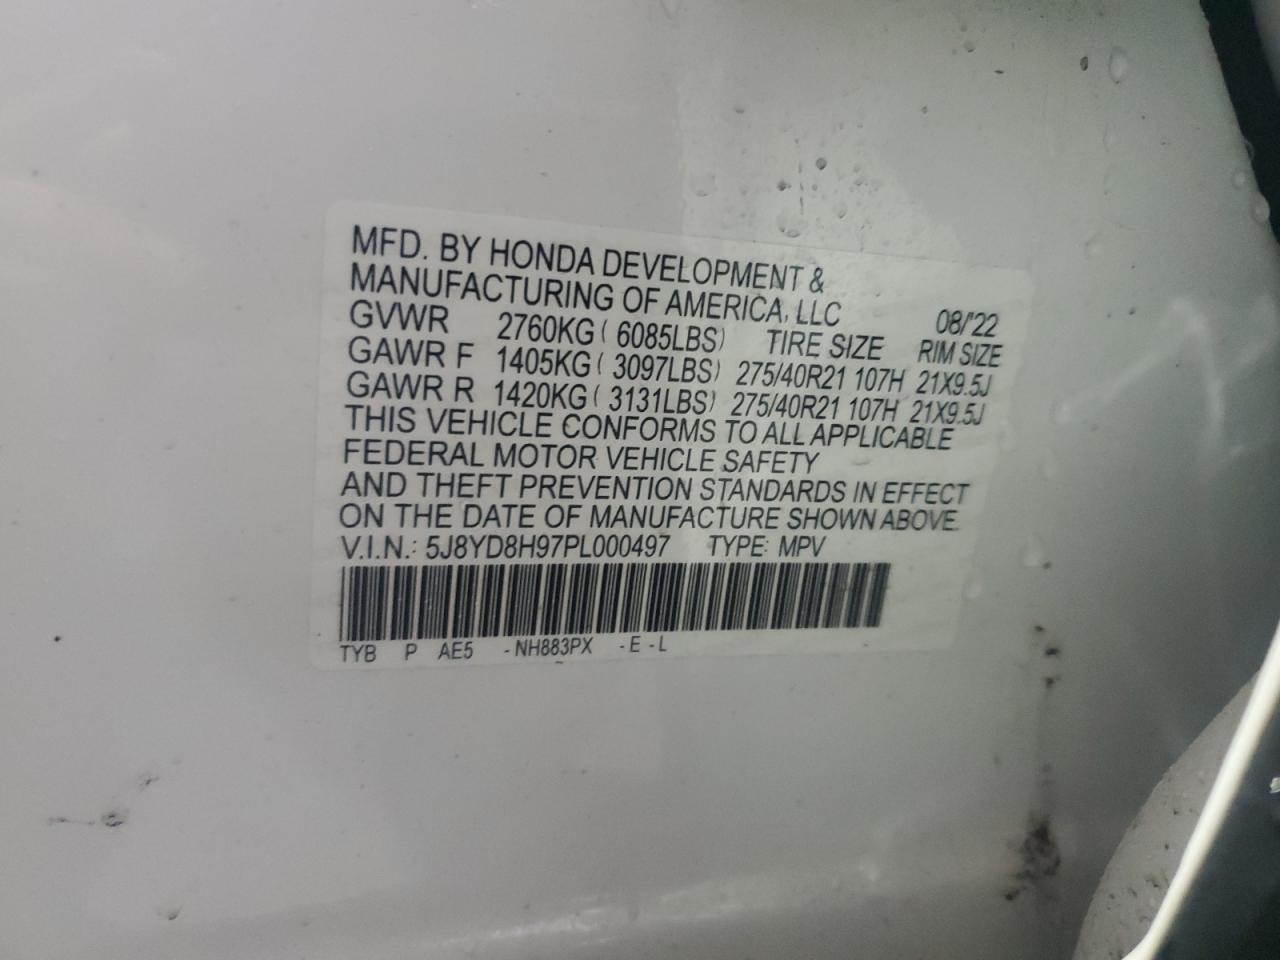 MFD. BY HONDA DEVELOPMENT &
MANUFACTURING OF AMERICA, LLC 08/'22
GVWR 2760KG ( 6085LBS) TIRE SIZE RIM SIZE
GAWR F 1405KG ( 3097LBS) 275/40R21 107H 21X9.5J
GAWR R 1420KG ( 3131LBS) 275/40R21 107H 21X9.5J
THIS VEHICLE CONFORMS TO ALL APPLICABLE
FEDERAL MOTOR VEHICLE SAFETY
AND THEFT PREVENTION STANDARDS IN EFFECT
ON THE DATE OF MANUFACTURE SHOWN ABOVE.
V.I.N.: 5J8YD8H97PL000497 TYPE: MPV
TYB P AE5 - NH883PX - E - L